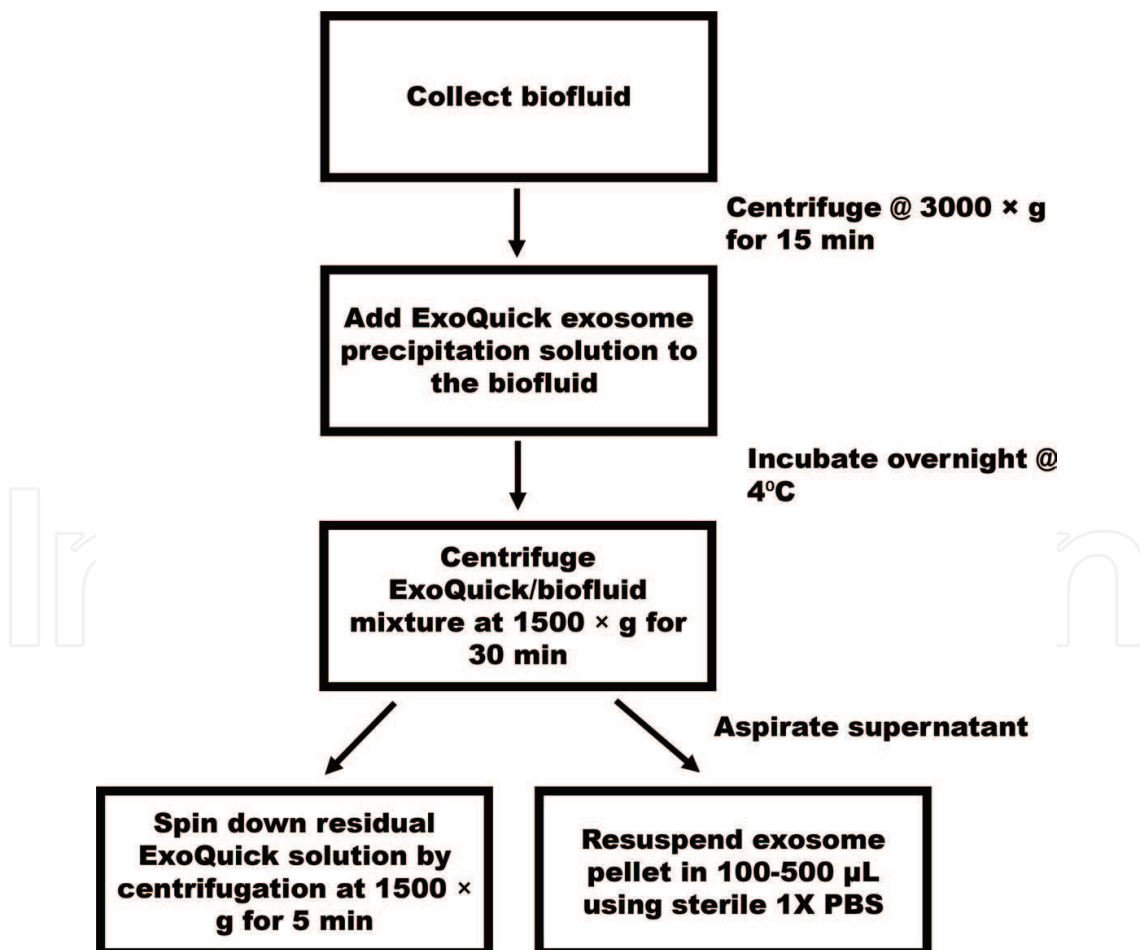 Collect biofluid
Centrifuge @ 3000 × g
for 15 min
Add ExoQuick exosome
precipitation solution to
the biofluid
Incubate overnight @
4⁰C
Centrifuge
ExoQuick/biofluid
mixture at 1500 × g for
30 min
Aspirate supernatant
Spin down residual
ExoQuick solution by
centrifugation at 1500 ×
g for 5 min
Resuspend exosome
pellet in 100-500 µL
using sterile 1X PBS